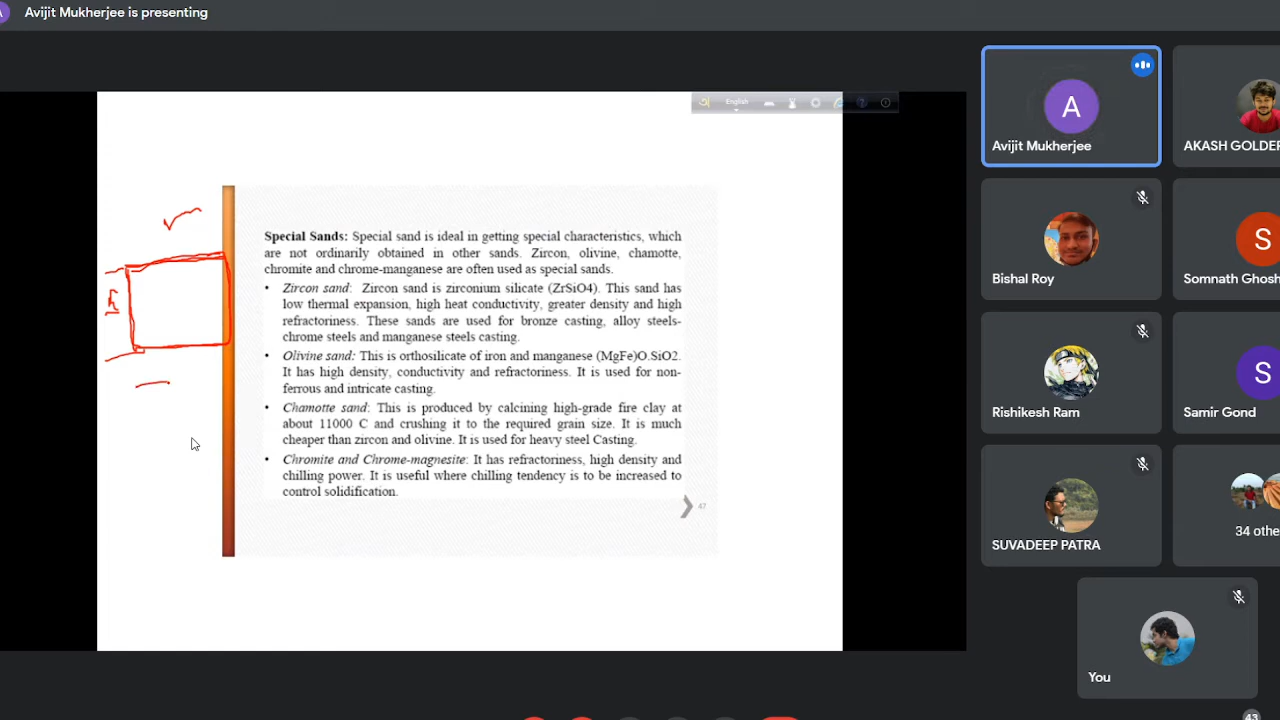 Avijit Mukherjee is presenting
English
Special Sands: Special sand is ideal in getting special characteristics, which
are not ordinarily obtained in other sands. Zircon, olivine, chamotte,
chromite and chrome-manganese are often used as special sands.
• Zircon sand: Zircon sand is zirconium silicate (ZrSiO4). This sand has
low thermal expansion, high heat conductivity, greater density and high
refractoriness. These sands are used for bronze casting, alloy steels-
chrome steels and manganese steels casting.
• Olivine sand: This is orthosilicate of iron and manganese (MgFe)O.SiO2.
It has high density, conductivity and refractoriness. It is used for non-
ferrous and intricate casting.
• Chamotte sand: This is produced by calcining high-grade fire clay at
about 11000 C and crushing it to the required grain size. It is much
cheaper than zircon and olivine. It is used for heavy steel Casting.
• Chromite and Chrome-magnesite: It has refractoriness, high density and
chilling power. It is useful where chilling tendency is to be increased to
control solidification.
47
h
A
Avijit Mukherjee
AKASH GOLDER
Bishal Roy
S
Somnath Ghosh
Rishikesh Ram
S
Samir Gond
SUVADEEP PATRA
34 othe
You
43